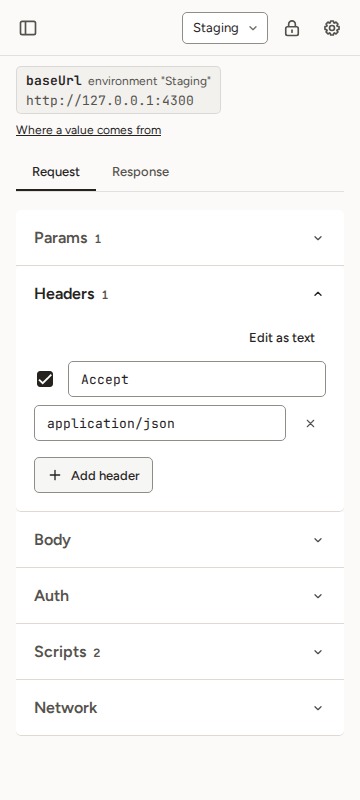 Staging
baseUrl environment "Staging"
http://127.0.0.1:4300
Where a value comes from
Request Response
Params 1
Headers 1
Edit as text
Accept
application/json
Add header
Body
Auth
Scripts 2
Network